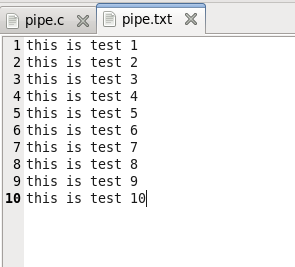 pipe.c pipe.txt
1 this is test 1
2 this is test 2
3 this is test 3
4 this is test 4
5 this is test 5
6 this is test 6
7 this is test 7
8 this is test 8
9 this is test 9
10 this is test 10